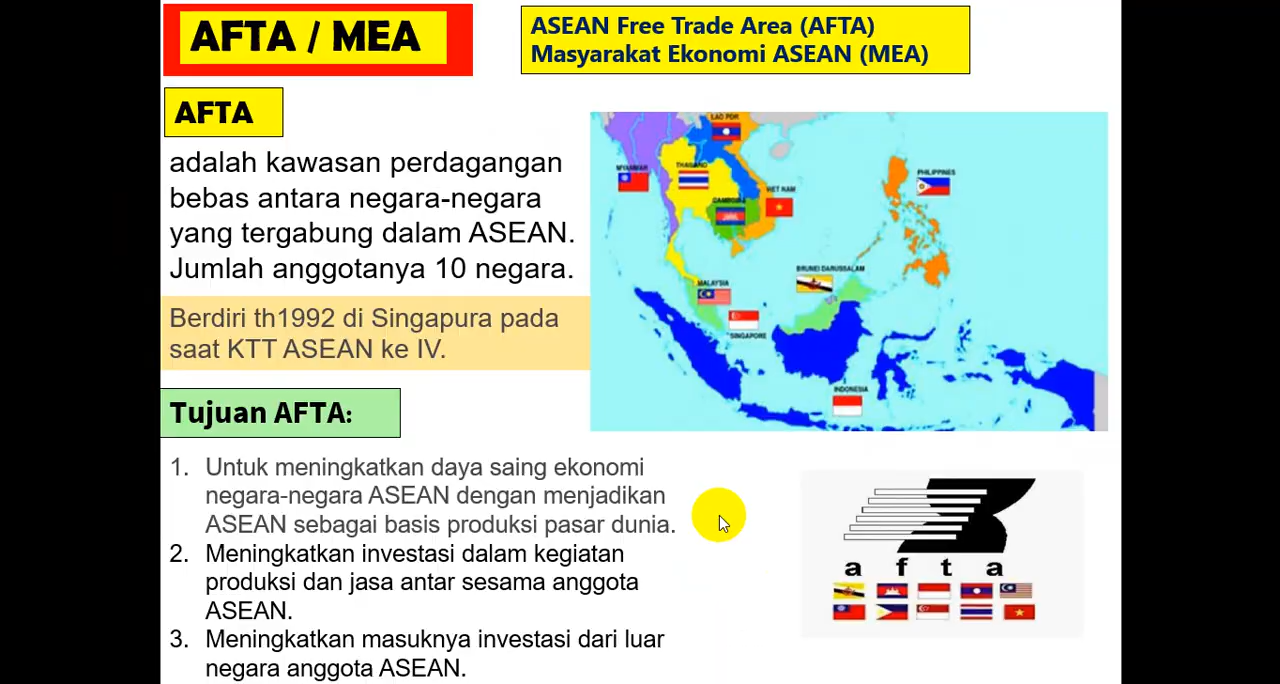 AFTA / MEA
ASEAN Free Trade Area (AFTA)
Masyarakat Ekonomi ASEAN (MEA)
AFTA
adalah kawasan perdagangan
bebas antara negara-negara
yang tergabung dalam ASEAN.
Jumlah anggotanya 10 negara.
Berdiri th1992 di Singapura pada
saat KTT ASEAN ke IV.
LAO PDR
MYANMAR
THAILAND
VIET NAM
CAMBODIA
PHILIPPINES
BRUNEI DARUSSALAM
MALAYSIA
SINGAPORE
INDONESIA
Tujuan AFTA:
1. Untuk meningkatkan daya saing ekonomi
negara-negara ASEAN dengan menjadikan
ASEAN sebagai basis produksi pasar dunia.
2. Meningkatkan investasi dalam kegiatan
produksi dan jasa antar sesama anggota
ASEAN.
3. Meningkatkan masuknya investasi dari luar
negara anggota ASEAN.
a f t a